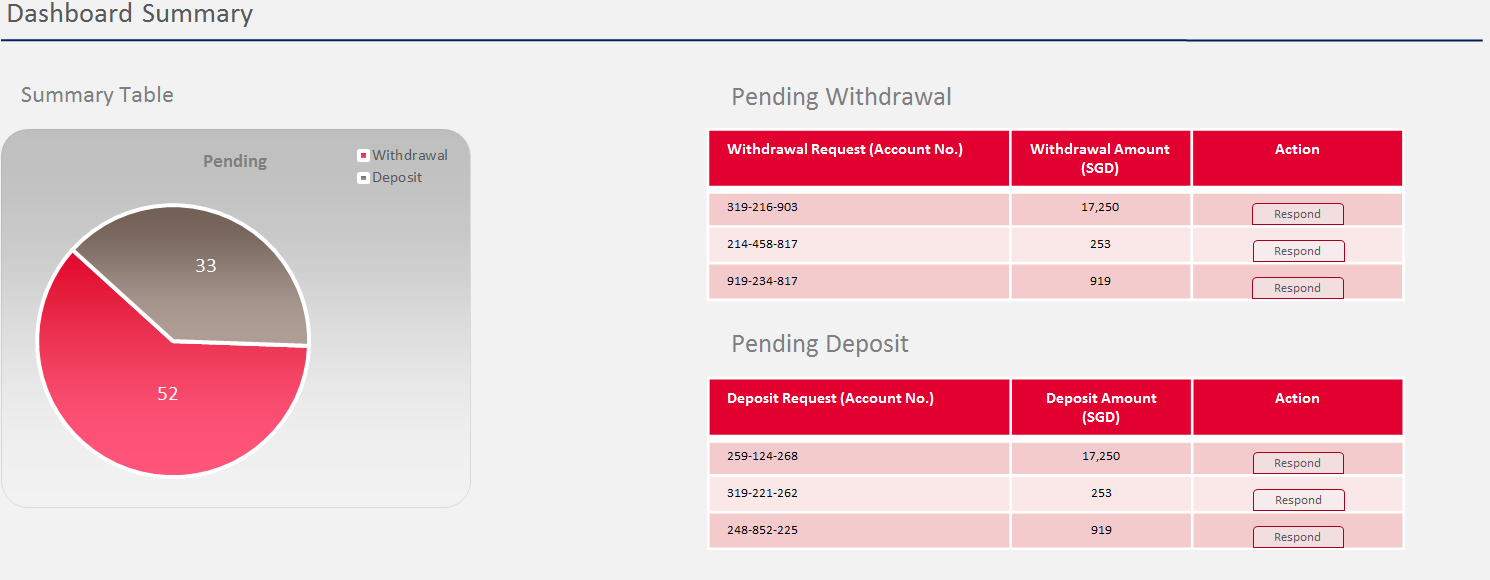 Dashboard Summary
Summary Table
Pending
Withdrawal
Deposit
33
52
Pending Withdrawal
Withdrawal Request (Account No.) Withdrawal Amount (SGD) Action
319-216-903 17,250 Respond
214-458-817 253 Respond
919-234-817 919 Respond
Pending Deposit
Deposit Request (Account No.) Deposit Amount (SGD) Action
259-124-268 17,250 Respond
319-221-262 253 Respond
248-852-225 919 Respond